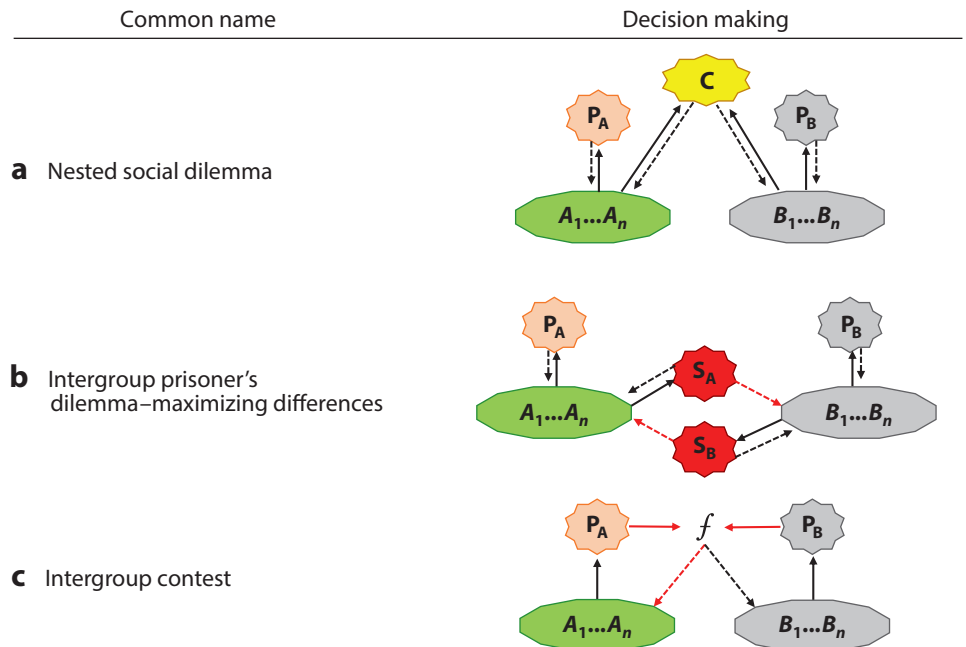 Common name
Decision making
a Nested social dilemma
P_A
C
P_B
A_1...A_n
B_1...B_n
b Intergroup prisoner's
dilemma–maximizing differences
P_A
P_B
S_A
A_1...A_n
B_1...B_n
S_B
c Intergroup contest
P_A
f
P_B
A_1...A_n
B_1...B_n